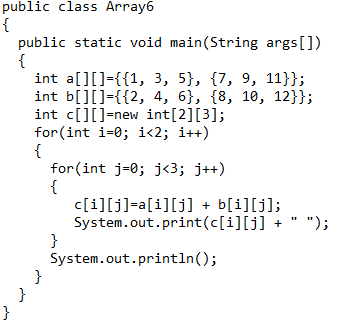 public class Array6
{
  public static void main(String args[])
  {
    int a[][]={{1, 3, 5}, {7, 9, 11}};
    int b[][]={{2, 4, 6}, {8, 10, 12}};
    int c[][]=new int[2][3];
    for(int i=0; i<2; i++)
    {
      for(int j=0; j<3; j++)
      {
         c[i][j]=a[i][j] + b[i][j];
         System.out.print(c[i][j] + " ");
      }
      System.out.println();
    }
  }
}